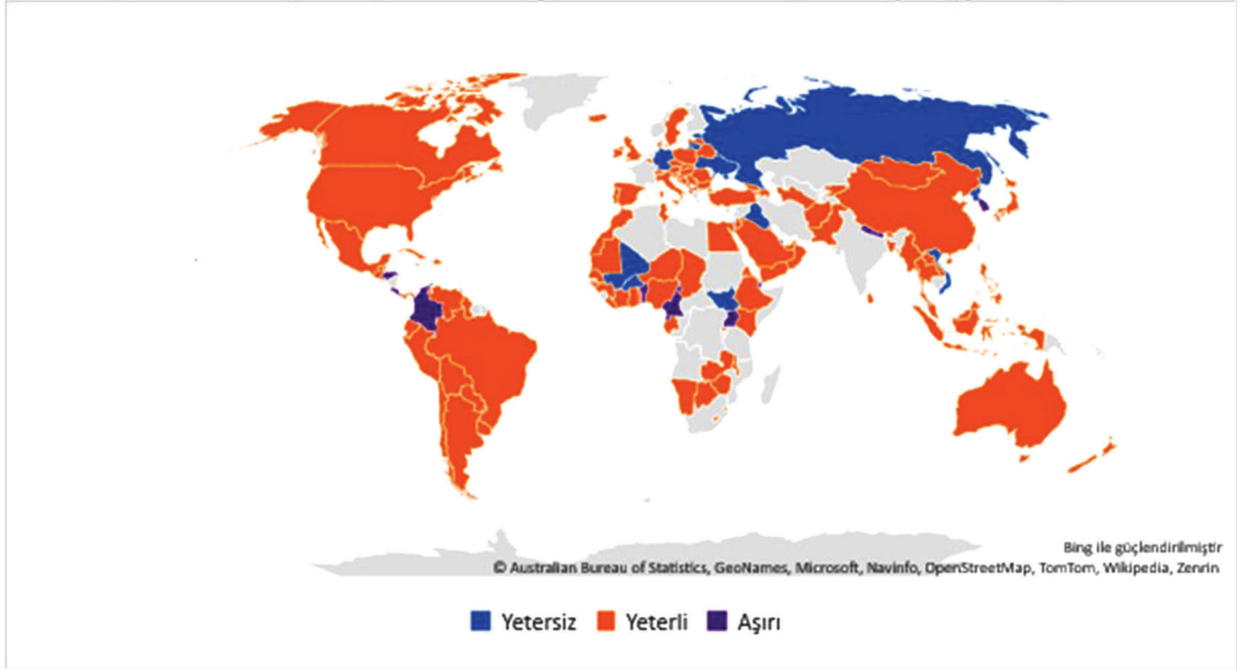 Bing ile güçlendirilmiştir
© Australian Bureau of Statistics, GeoNames, Microsoft, Navinfo, OpenStreetMap, TomTom, Wikipedia, Zenrin
Yetersiz Yeterli Aşırı